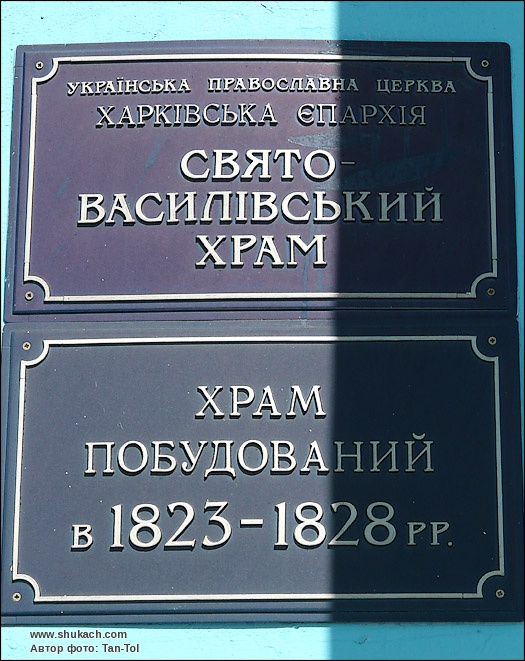 УКРАЇНСЬКА ПРАВОСЛАВНА ЦЕРКВА
ХАРКІВСЬКА ЄПАРХІЯ
СВЯТО-
ВАСИЛІВСЬКИЙ
ХРАМ
ХРАМ
ПОБУДОВАНИЙ
в 1823-1828 РР.
www.shukach.com
Автор фото: Tan-Tol